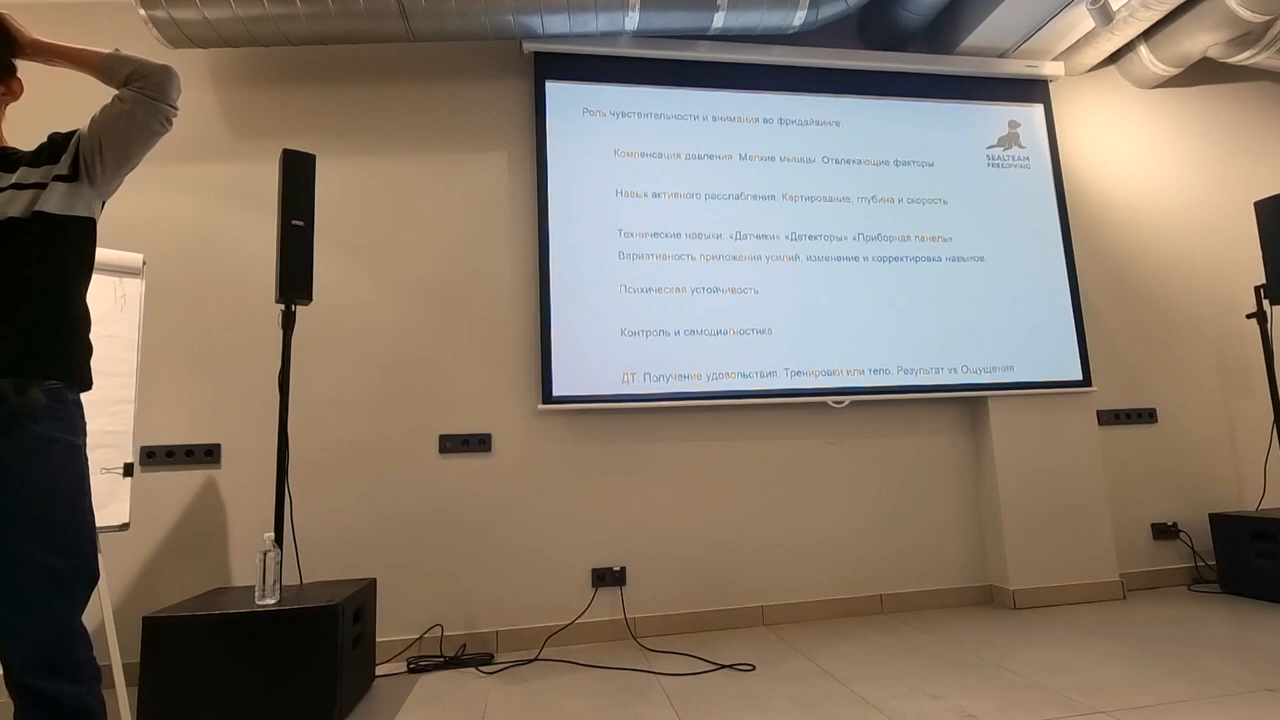 Роль чувствительности и внимания во фридайвинге:
SEALTEAM
FREEDIVING
Компенсация давления. Мелкие мышцы. Отвлекающие факторы
Навык активного расслабления. Картирование, глубина и скорость
Технические навыки. «Датчики» «Детекторы» «Приборная панель»
Вариативность приложения усилий, изменение и корректировка навыков.
Психическая устойчивость
Контроль и самодиагностика
ДТ. Получение удовольствия. Тренировки или тело. Результат vs Ощущения